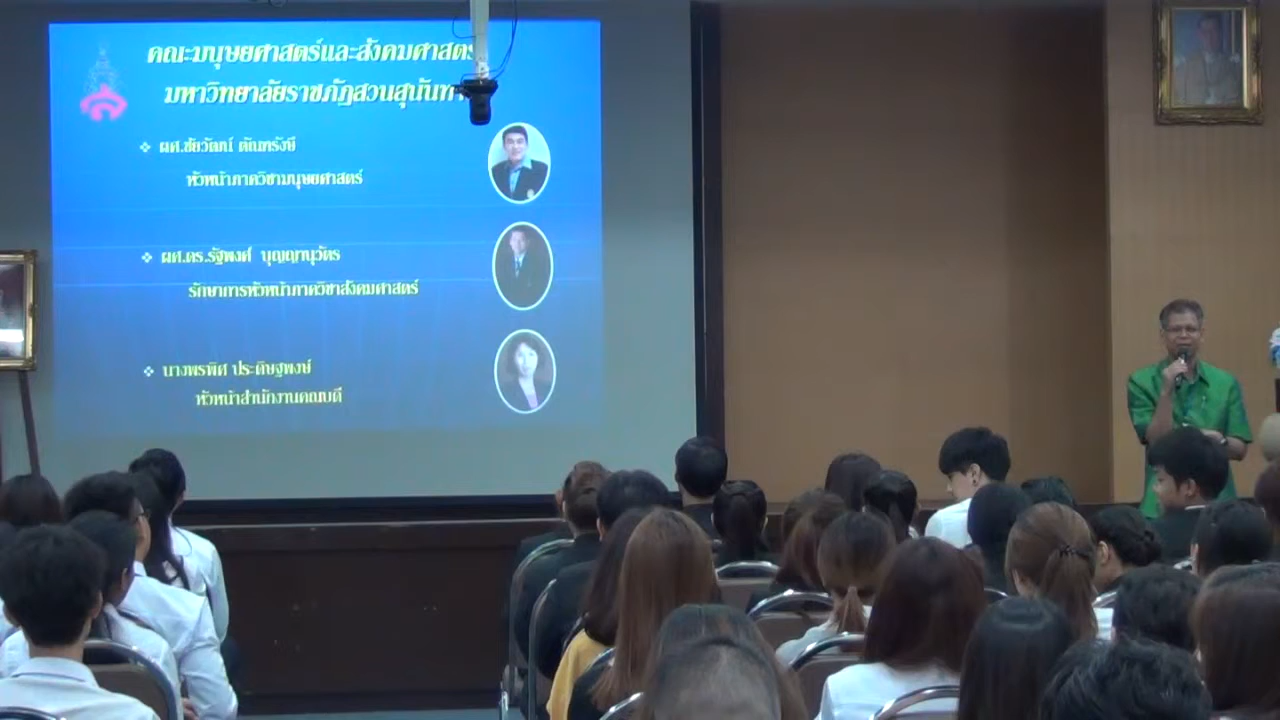 คณะมนุษยศาสตร์และสังคมศาสตร์
มหาวิทยาลัยราชภัฏสวนสุนันทา
ผศ.ชัยวัฒน์
หัวหน้าภาควิชามนุษยศาสตร์
ผศ.ดร.รัฐพงศ์ บุญญานุวัตร
รักษาการหัวหน้าภาควิชาสังคมศาสตร์
นางพรพิศ ประดิษฐพงษ์
หัวหน้าสำนักงานคณบดี